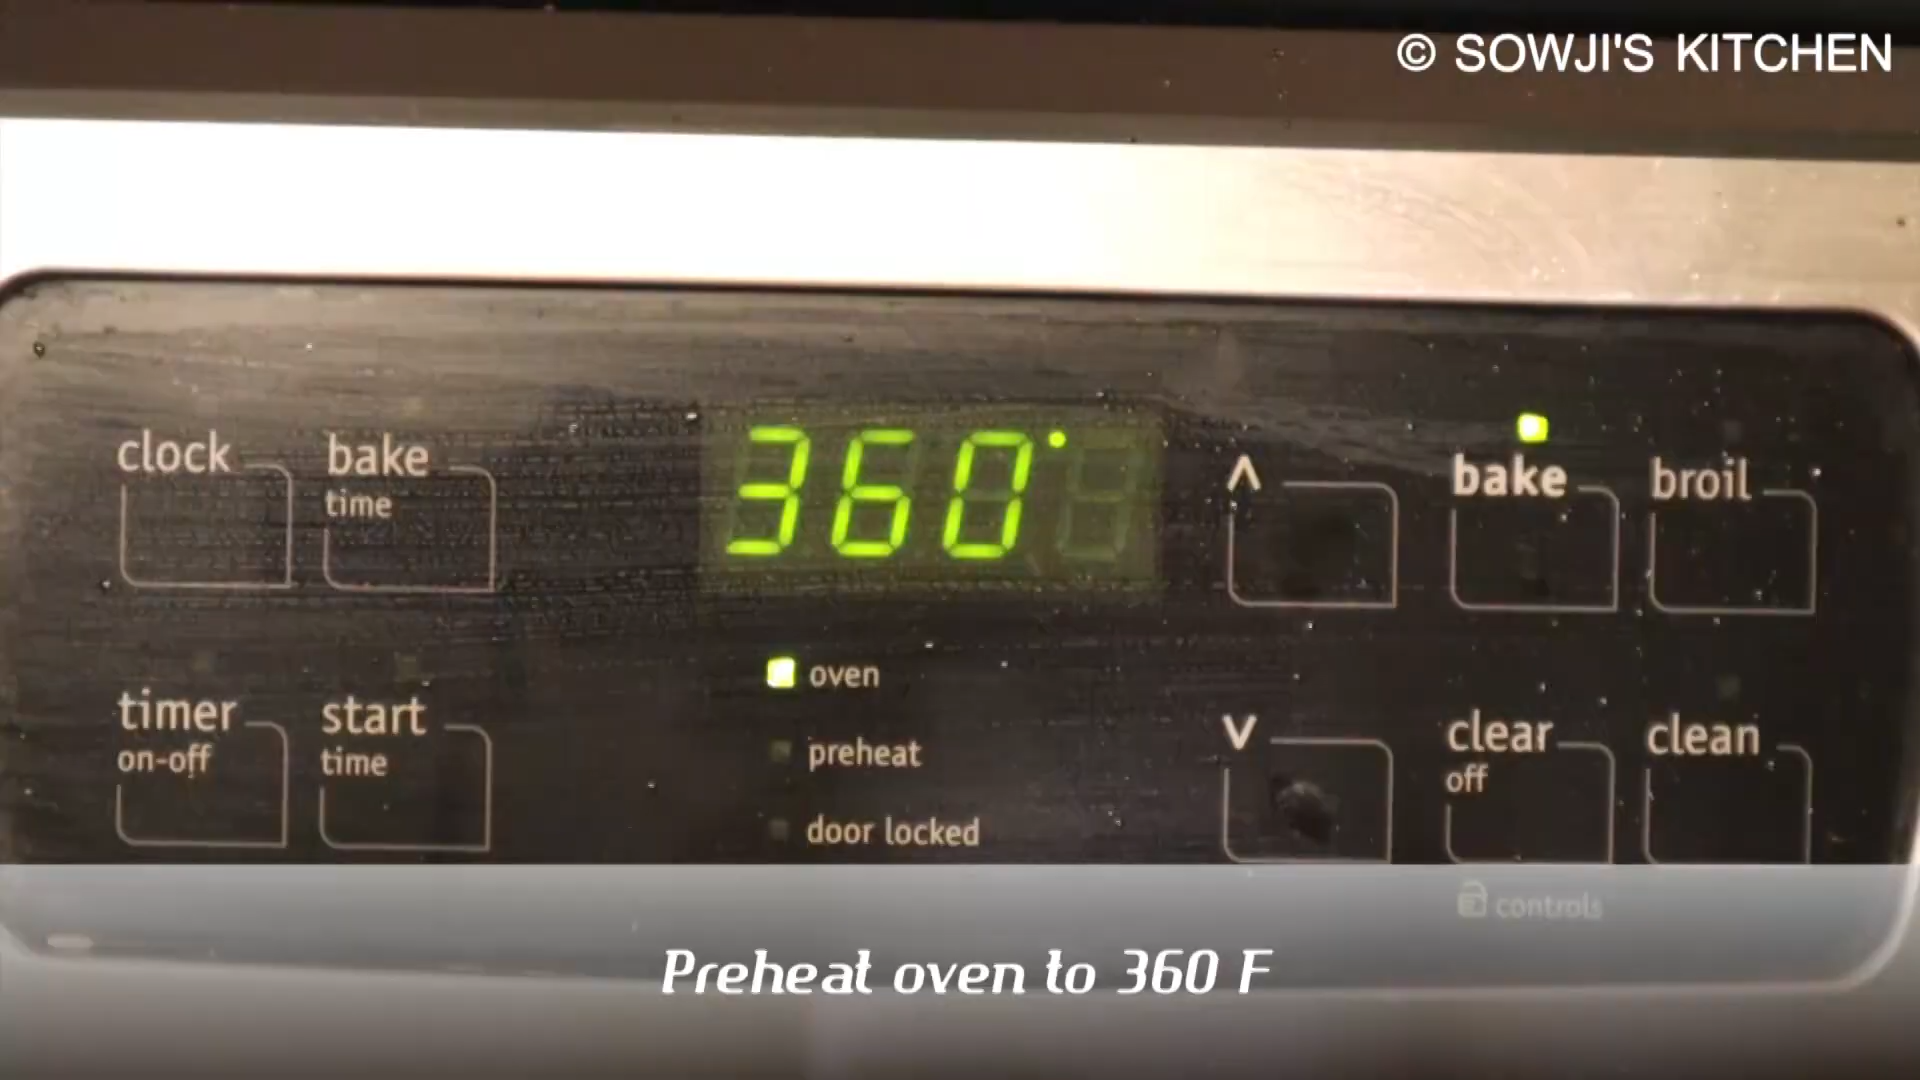 © SOWJI'S KITCHEN
clock
bake
time
360°
^
bake
broil
oven
timer
on-off
start
time
preheat
v
clear
off
clean
door locked
controls
Preheat oven to 360 F